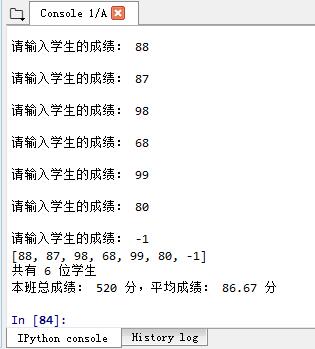 Console 1/A
请输入学生的成绩: 88
请输入学生的成绩: 87
请输入学生的成绩: 98
请输入学生的成绩: 68
请输入学生的成绩: 99
请输入学生的成绩: 80
请输入学生的成绩: -1
[88, 87, 98, 68, 99, 80, -1]
共有 6 位学生
本班总成绩: 520 分，平均成绩: 86.67 分
In [84]:
IPython console History log